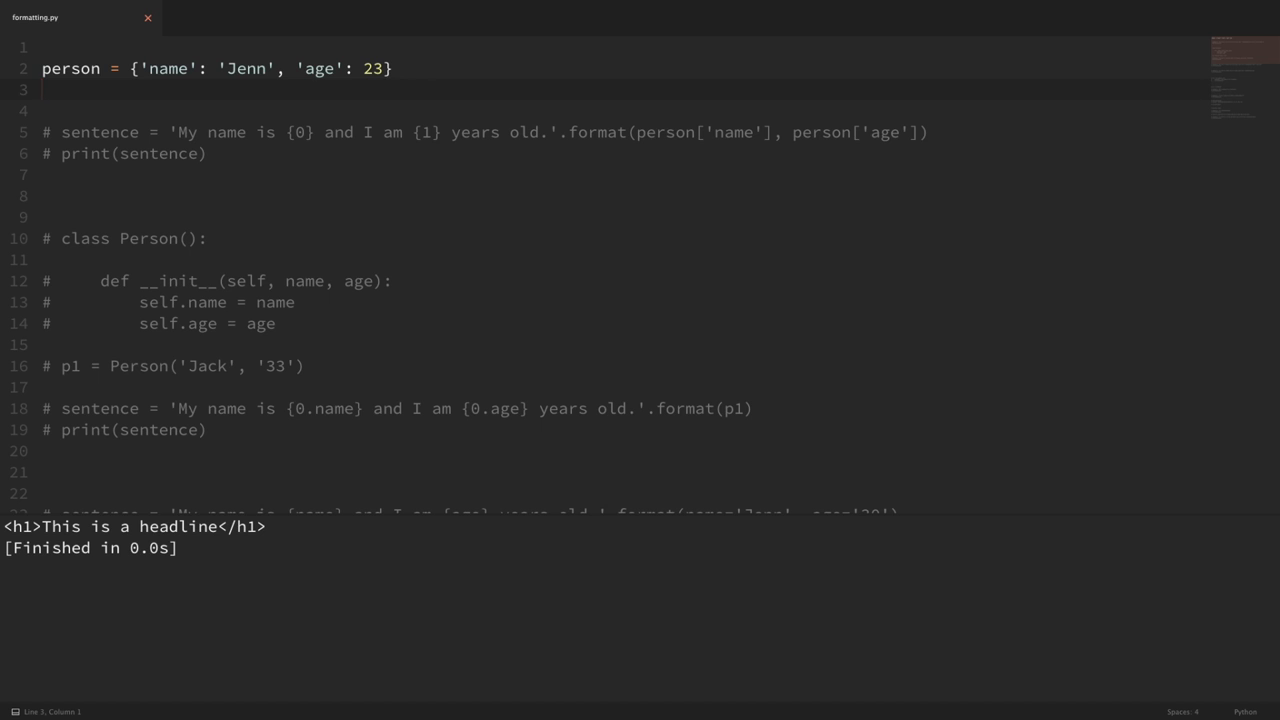 formatting.py
1
2 person = {'name': 'Jenn', 'age': 23}
3
4
5 # sentence = 'My name is {0} and I am {1} years old.'.format(person['name'], person['age'])
6 # print(sentence)
7
8
9
10 # class Person():
11
12 #     def __init__(self, name, age):
13 #         self.name = name
14 #         self.age = age
15
16 # p1 = Person('Jack', '33')
17
18 # sentence = 'My name is {0.name} and I am {0.age} years old.'.format(p1)
19 # print(sentence)
20
21
22
<h1>This is a headline</h1>
[Finished in 0.0s]
Line 3, Column 1
Spaces: 4
Python